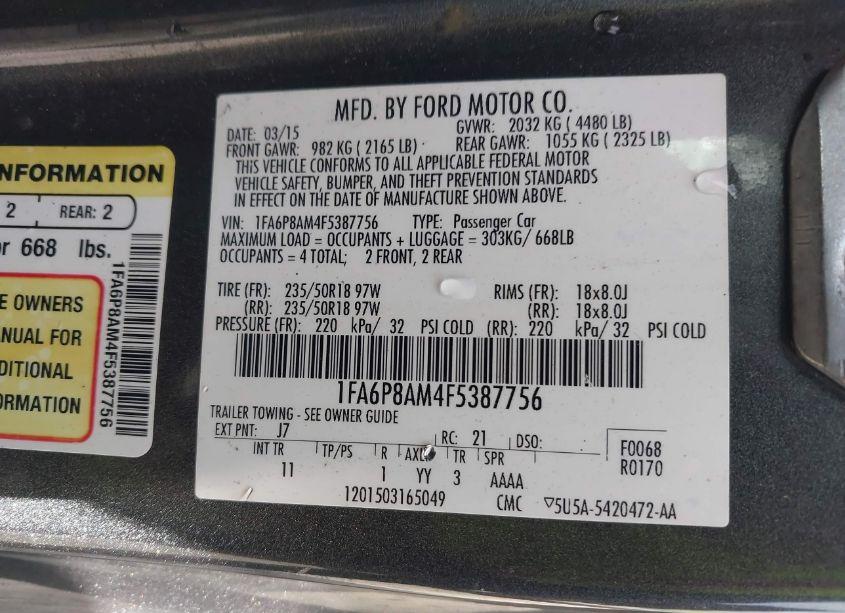 NFORMATION
2 REAR: 2
or 668 lbs.
E OWNERS
ANUAL FOR
DITIONAL
ORMATION
1FA6P8AM4F5387756
MFD. BY FORD MOTOR CO.
DATE: 03/15 GVWR: 2032 KG ( 4480 LB)
FRONT GAWR: 982 KG ( 2165 LB) REAR GAWR: 1055 KG ( 2325 LB)
THIS VEHICLE CONFORMS TO ALL APPLICABLE FEDERAL MOTOR
VEHICLE SAFETY, BUMPER, AND THEFT PREVENTION STANDARDS
IN EFFECT ON THE DATE OF MANUFACTURE SHOWN ABOVE.
VIN: 1FA6P8AM4F5387756 TYPE: Passenger Car
MAXIMUM LOAD = OCCUPANTS + LUGGAGE = 303KG/ 668LB
OCCUPANTS = 4 TOTAL; 2 FRONT, 2 REAR
TIRE (FR): 235/50R18 97W RIMS (FR): 18x8.0J
(RR): 235/50R18 97W (RR): 18x8.0J
PRESSURE (FR): 220 kPa/ 32 PSI COLD (RR): 220 kPa/ 32 PSI COLD
1FA6P8AM4F5387756
TRAILER TOWING - SEE OWNER GUIDE
EXT PNT: J7 RC: 21 DSO: F0068
INT TR TP/PS R AXLE TR SPR R0170
11 1 YY 3 AAAA
1201503165049 CMC ▽5U5A-5420472-AA